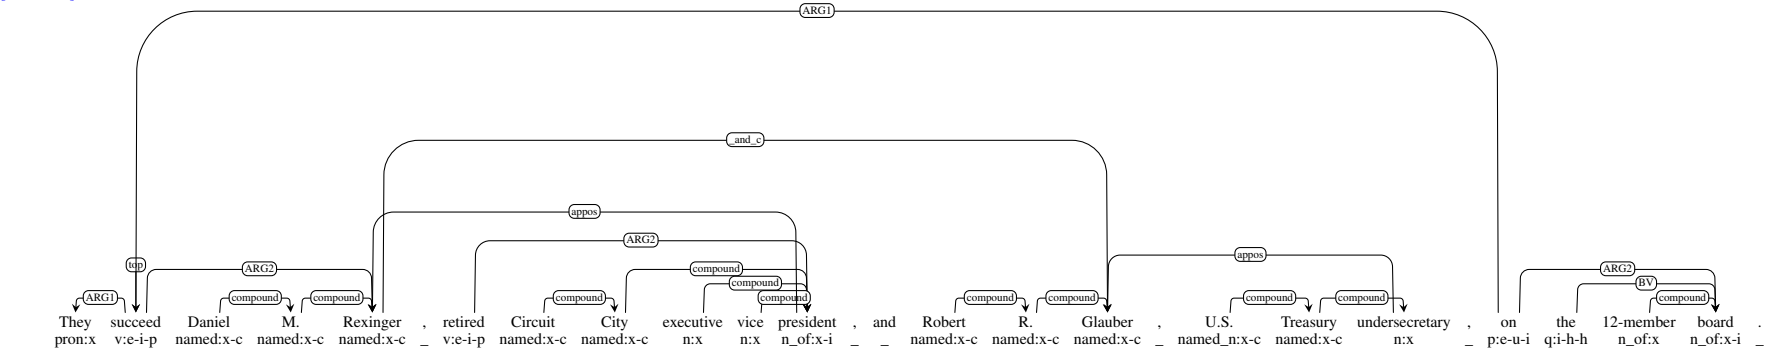 ARG1
_and_c
appos
ARG2
appos
top ARG2 compound ARG2
compound BV
ARG1 compound compound compound compound compound compound compound compound compound
They succeed Daniel M. Rexinger , retired Circuit City executive vice president , and Robert R. Glauber , U.S. Treasury undersecretary , on the 12-member board .
pron:x v:e-i-p named:x-c named:x-c named:x-c _ v:e-i-p named:x-c named:x-c n:x n:x n_of:x-i _ _ named:x-c named:x-c named:x-c _ named_n:x-c named:x-c n:x _ p:e-u-i q:i-h-h n_of:x n_of:x-i _